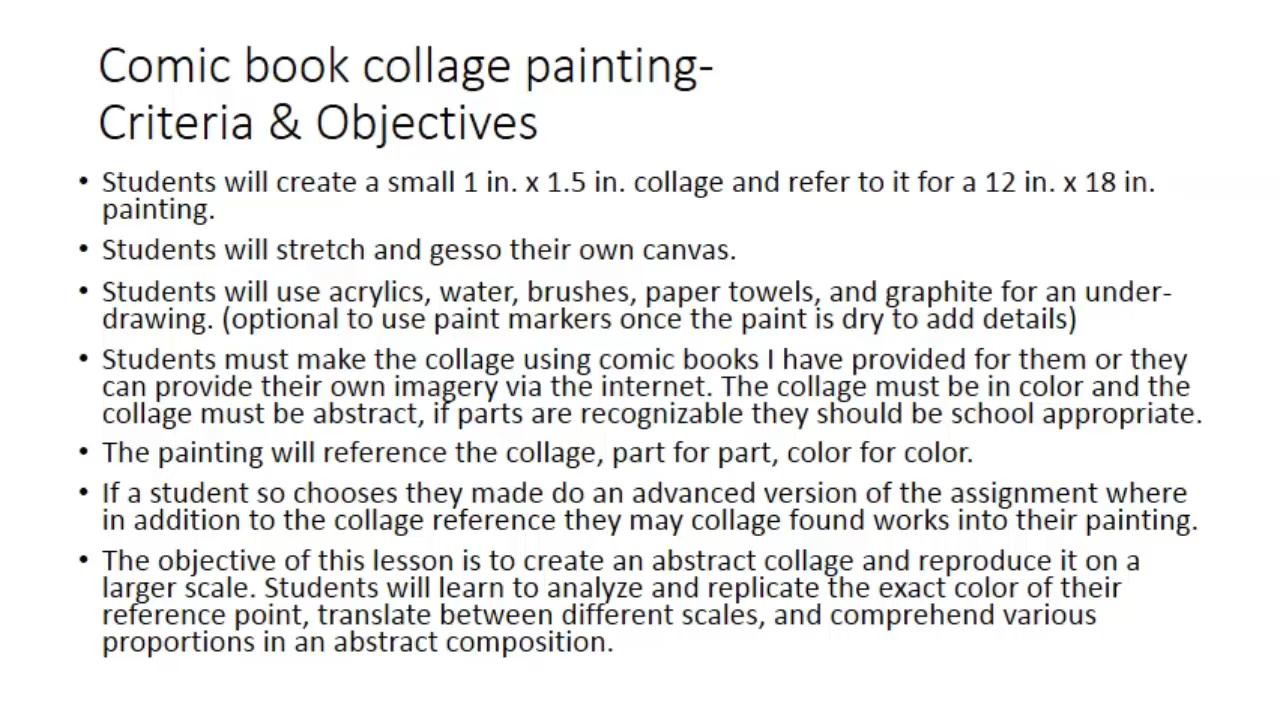 Comic book collage painting-
Criteria & Objectives
• Students will create a small 1 in. x 1.5 in. collage and refer to it for a 12 in. x 18 in.
painting.
• Students will stretch and gesso their own canvas.
• Students will use acrylics, water, brushes, paper towels, and graphite for an under-
drawing. (optional to use paint markers once the paint is dry to add details)
• Students must make the collage using comic books I have provided for them or they
can provide their own imagery via the internet. The collage must be in color and the
collage must be abstract, if parts are recognizable they should be school appropriate.
• The painting will reference the collage, part for part, color for color.
• If a student so chooses they made do an advanced version of the assignment where
in addition to the collage reference they may collage found works into their painting.
• The objective of this lesson is to create an abstract collage and reproduce it on a
larger scale. Students will learn to analyze and replicate the exact color of their
reference point, translate between different scales, and comprehend various
proportions in an abstract composition.